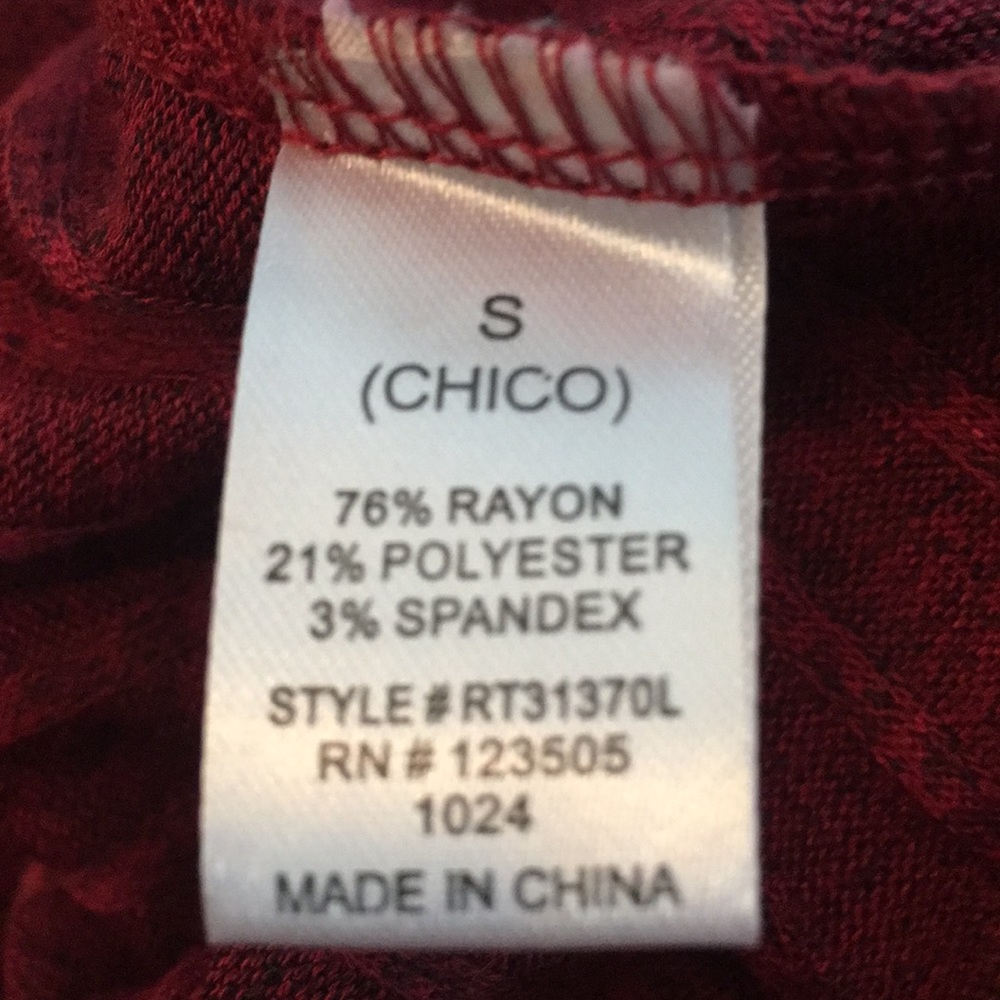 S
(CHICO)
76% RAYON
21% POLYESTER
3% SPANDEX
STYLE # RT31370L
RN # 123505
1024
MADE IN CHINA